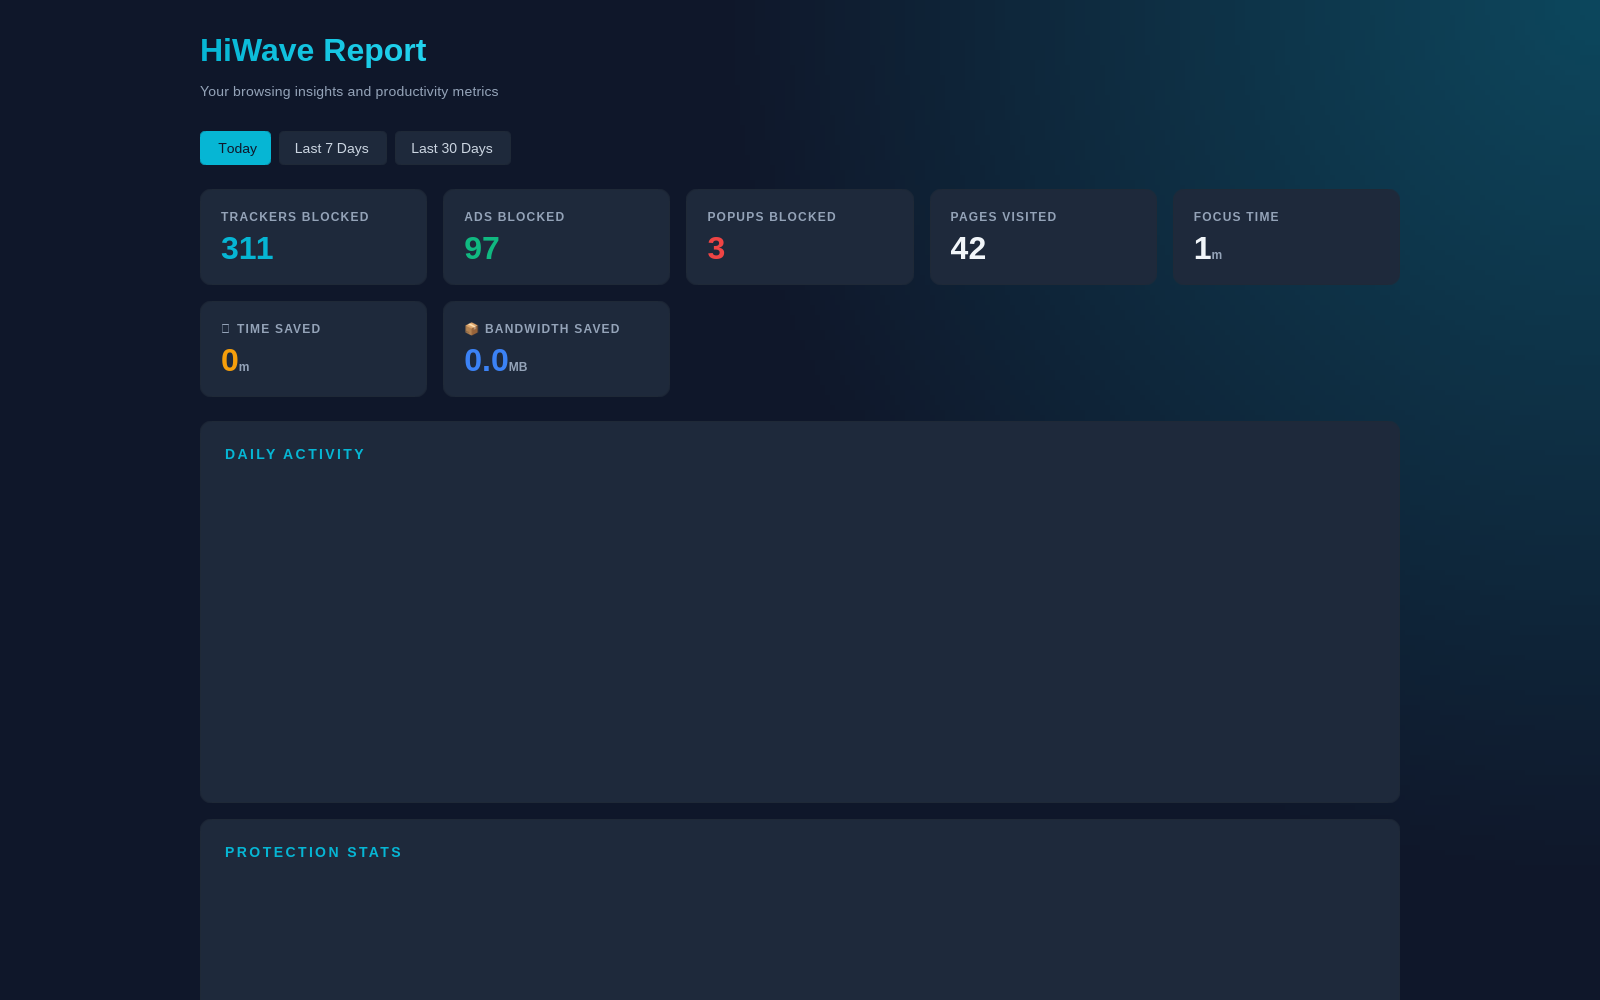 HiWave Report
Your browsing insights and productivity metrics
Today Last 7 Days Last 30 Days
TRACKERS BLOCKED ADS BLOCKED POPUPS BLOCKED PAGES VISITED FOCUS TIME
311 97 3 42 1m
TIME SAVED 📦 BANDWIDTH SAVED
0m 0.0MB
DAILY ACTIVITY
PROTECTION STATS